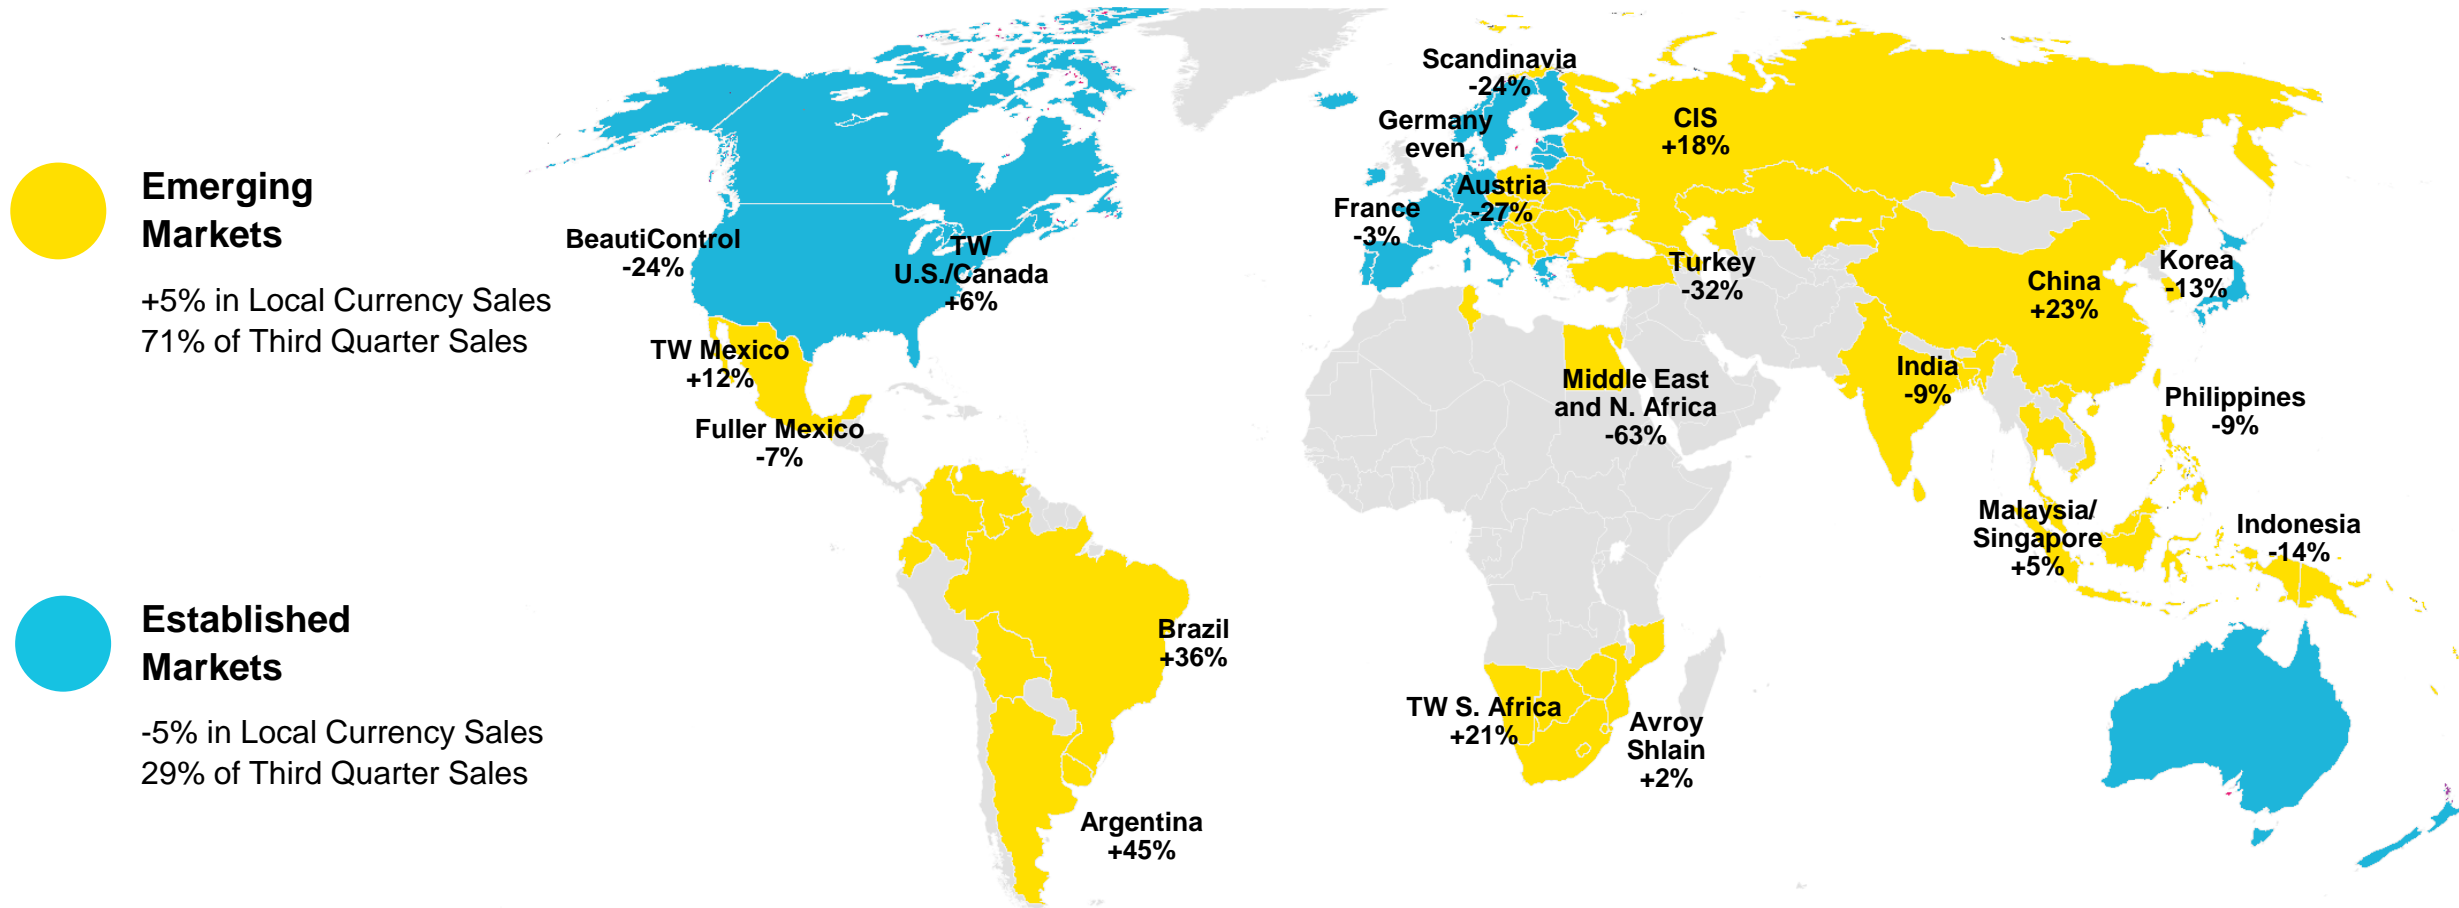 Emerging
Markets
+5% in Local Currency Sales
71% of Third Quarter Sales
Established
Markets
-5% in Local Currency Sales
29% of Third Quarter Sales
BeautiControl
-24%
TW
U.S./Canada
+6%
TW Mexico
+12%
Fuller Mexico
-7%
Brazil
+36%
Argentina
+45%
Scandinavia
-24%
Germany
even
Austria
-27%
France
-3%
CIS
+18%
Turkey
-32%
Middle East
and N. Africa
-63%
TW S. Africa
+21%
Avroy
Shlain
+2%
China
+23%
Korea
-13%
India
-9%
Philippines
-9%
Malaysia/
Singapore
+5%
Indonesia
-14%